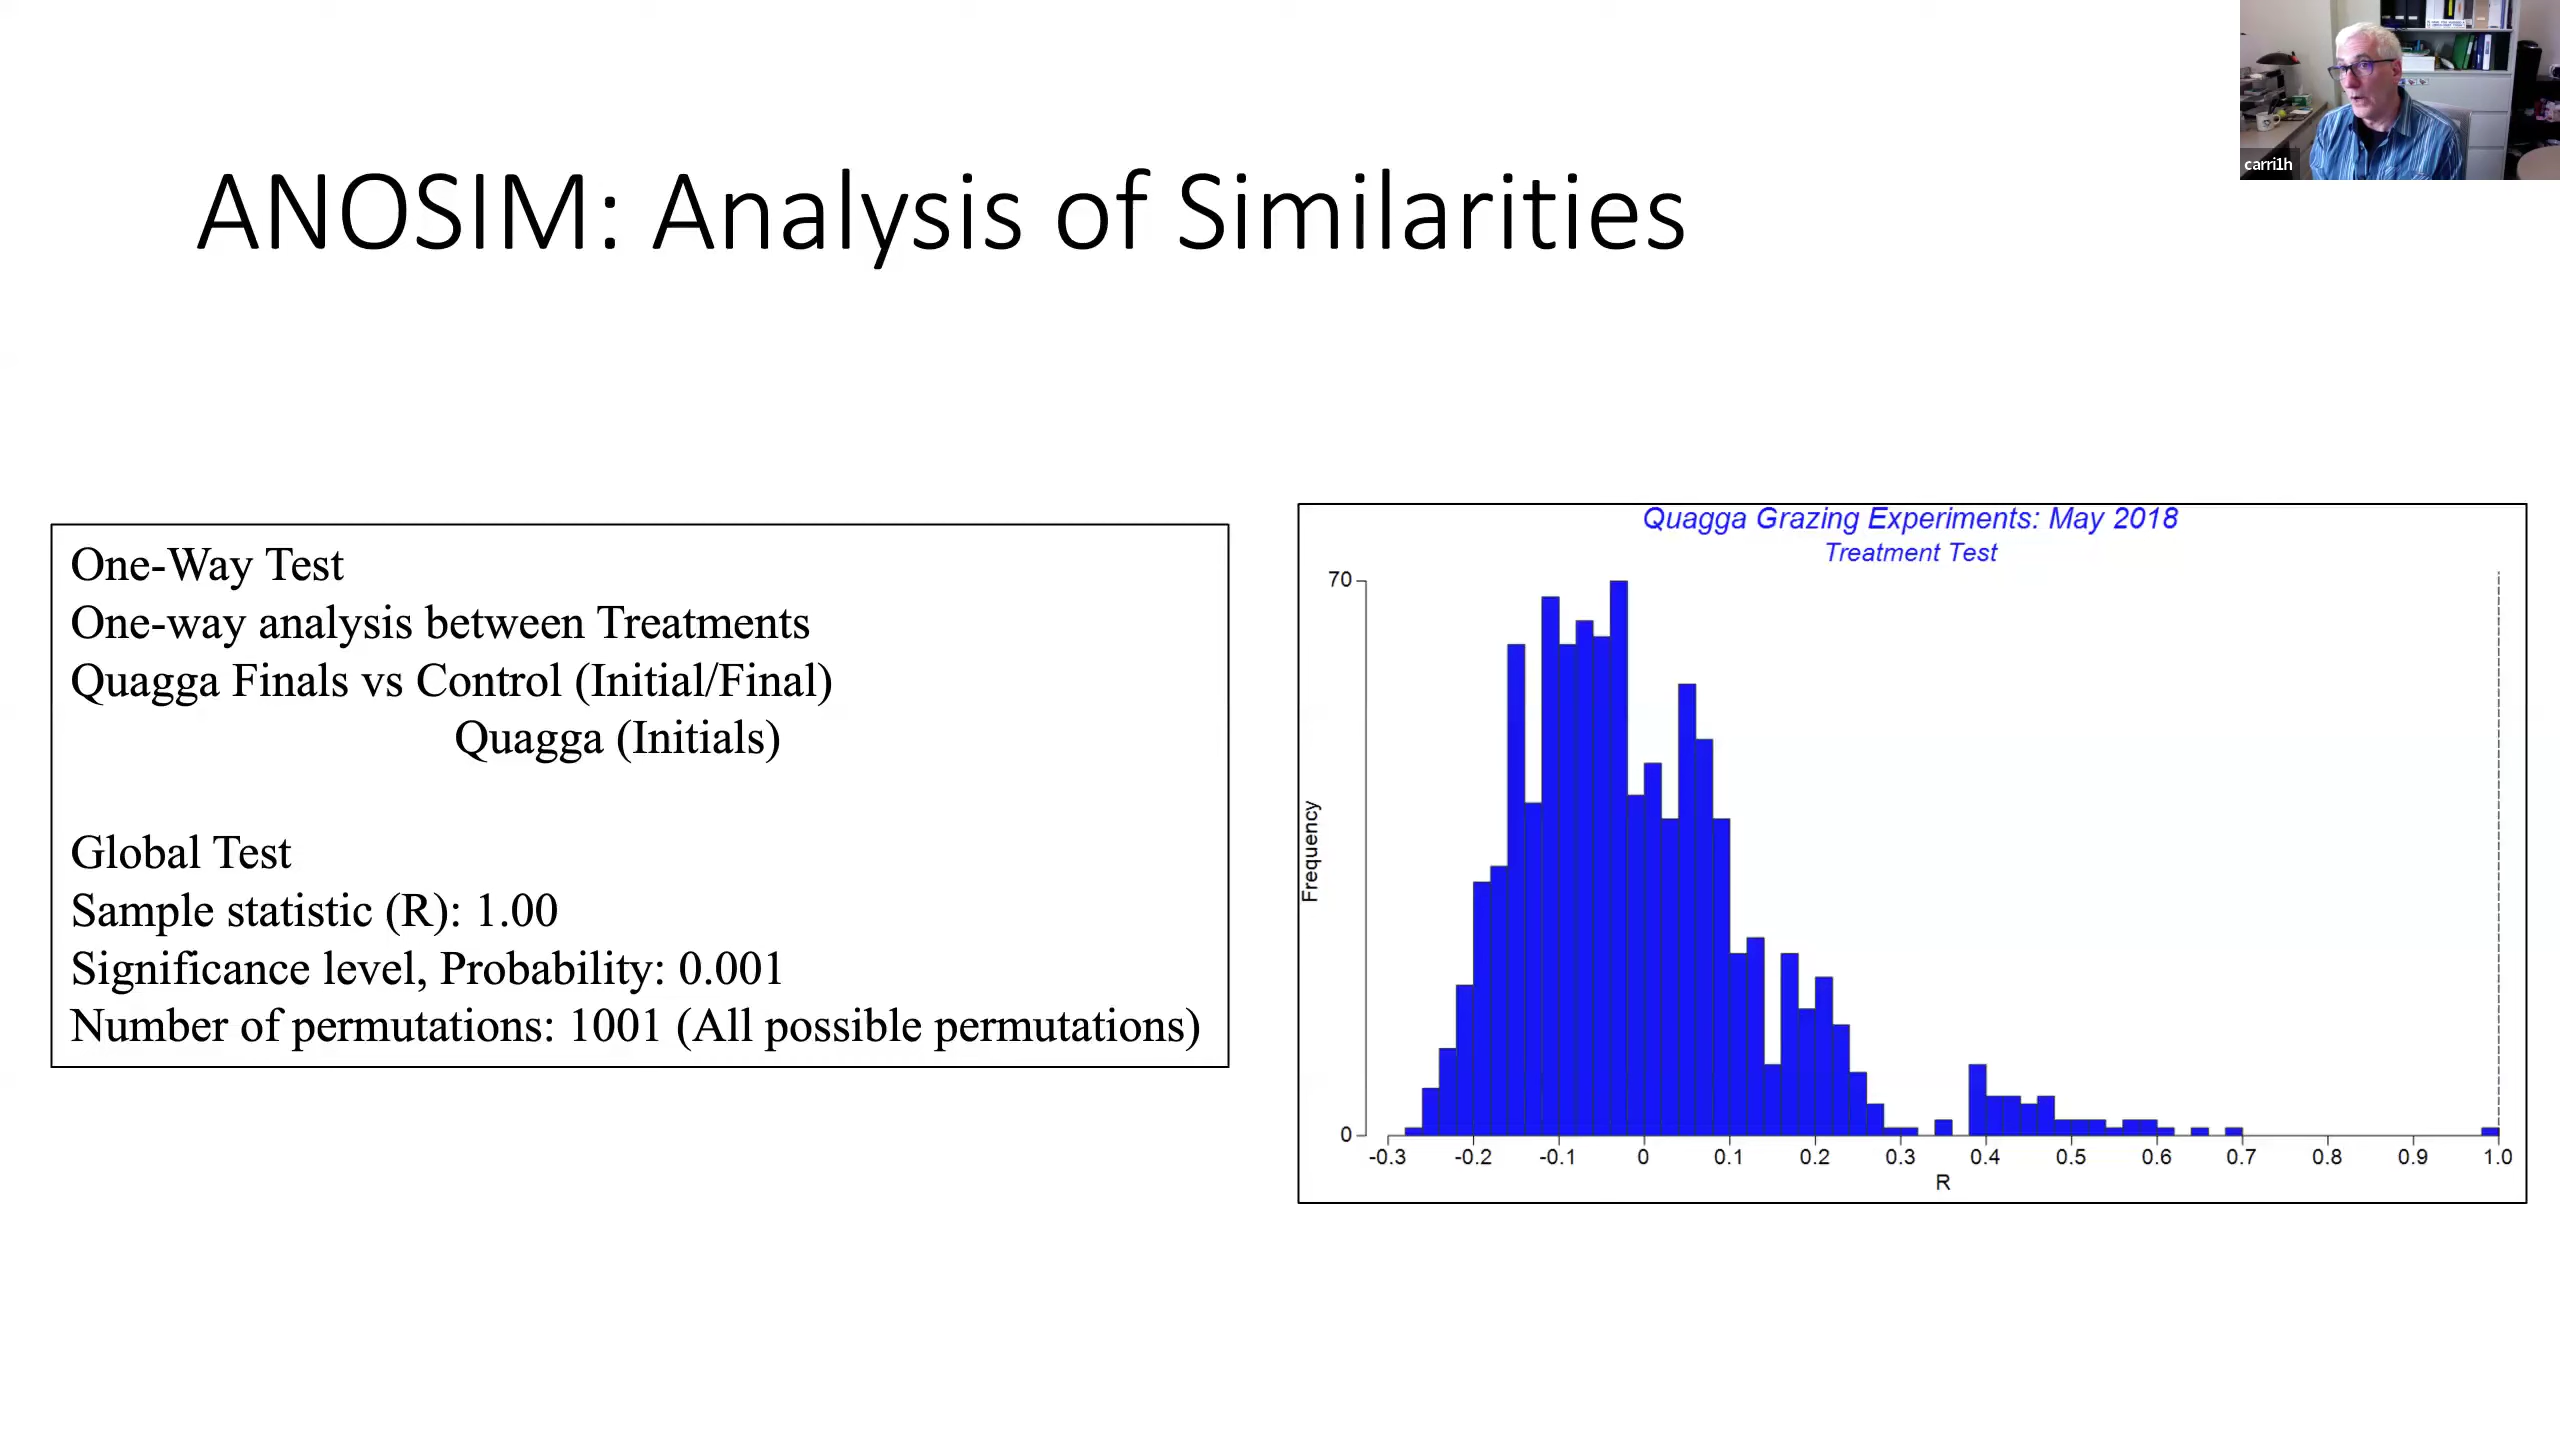 carri1h
ANOSIM: Analysis of Similarities
One-Way Test
One-way analysis between Treatments
Quagga Finals vs Control (Initial/Final)
Quagga (Initials)
Global Test
Sample statistic (R): 1.00
Significance level, Probability: 0.001
Number of permutations: 1001 (All possible permutations)
Quagga Grazing Experiments: May 2018
Treatment Test
70
Frequency
0
-0.3 -0.2 -0.1 0 0.1 0.2 0.3 0.4 0.5 0.6 0.7 0.8 0.9 1.0
R